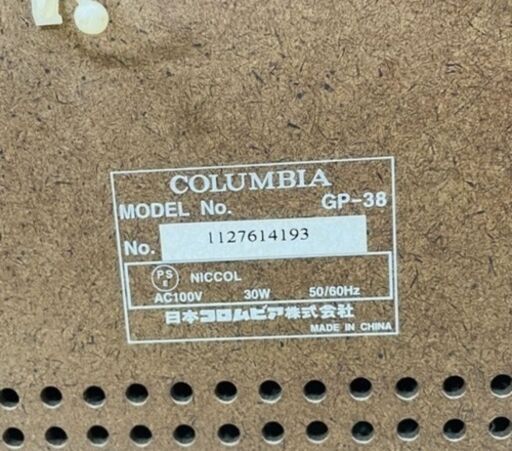 COLUMBIA
MODEL No. GP-38
No. 1127614193
PS E NICCOL
AC100V 30W 50/60Hz
日本コロムビア株式会社
MADE IN CHINA